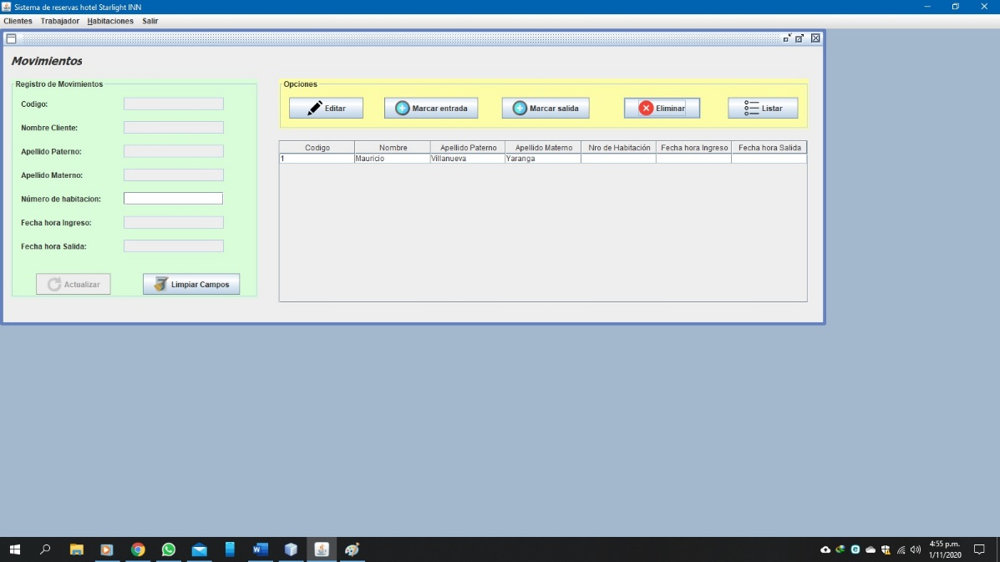 Sistema de reservas hotel Starlight INN
Clientes Trabajador Habitaciones Salir
Movimientos
Registro de Movimientos
Codigo:
Nombre Cliente:
Apellido Paterno:
Apellido Materno:
Número de habitacion:
Fecha hora Ingreso:
Fecha hora Salida:
Actualizar Limpiar Campos
Opciones
Editar Marcar entrada Marcar salida Eliminar Listar
Codigo Nombre Apellido Paterno Apellido Materno Nro de Habitación Fecha hora Ingreso Fecha hora Salida
1 Mauricio Villanueva Yaranga
4:55 p.m.
1/11/2020